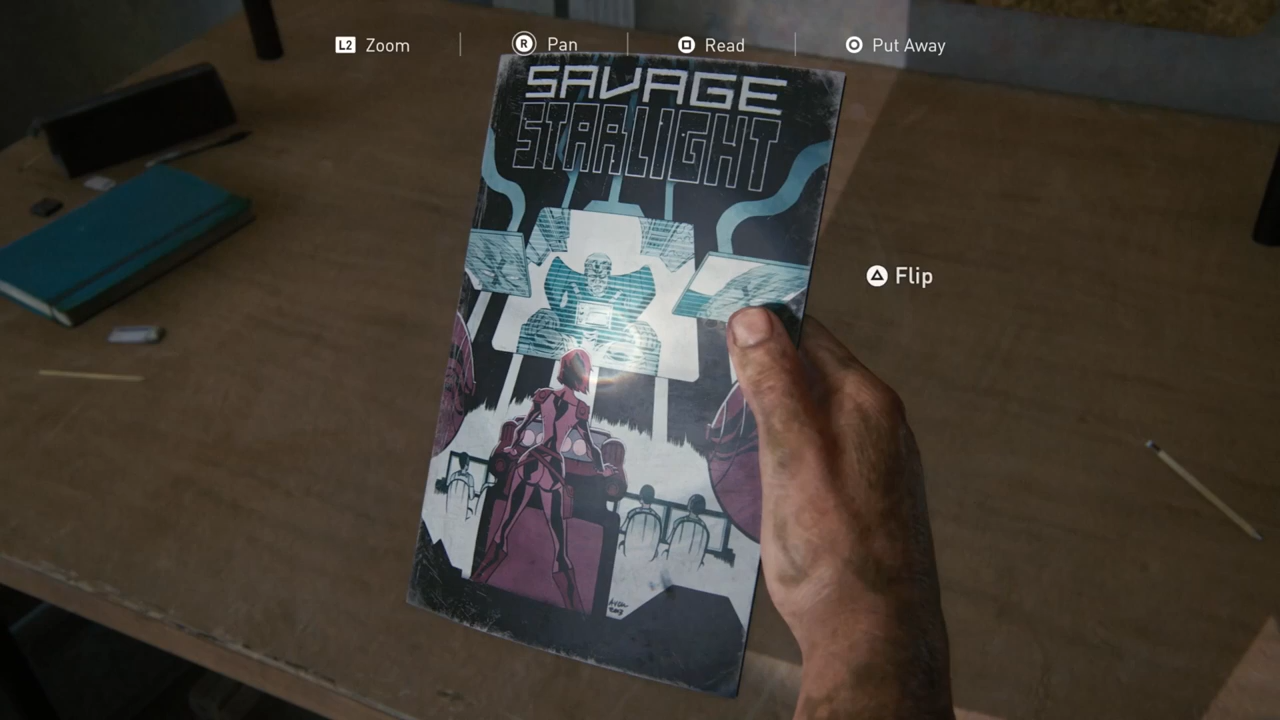 L2 Zoom
R Pan
Read
Put Away
SAVAGE
STARLIGHT
Flip